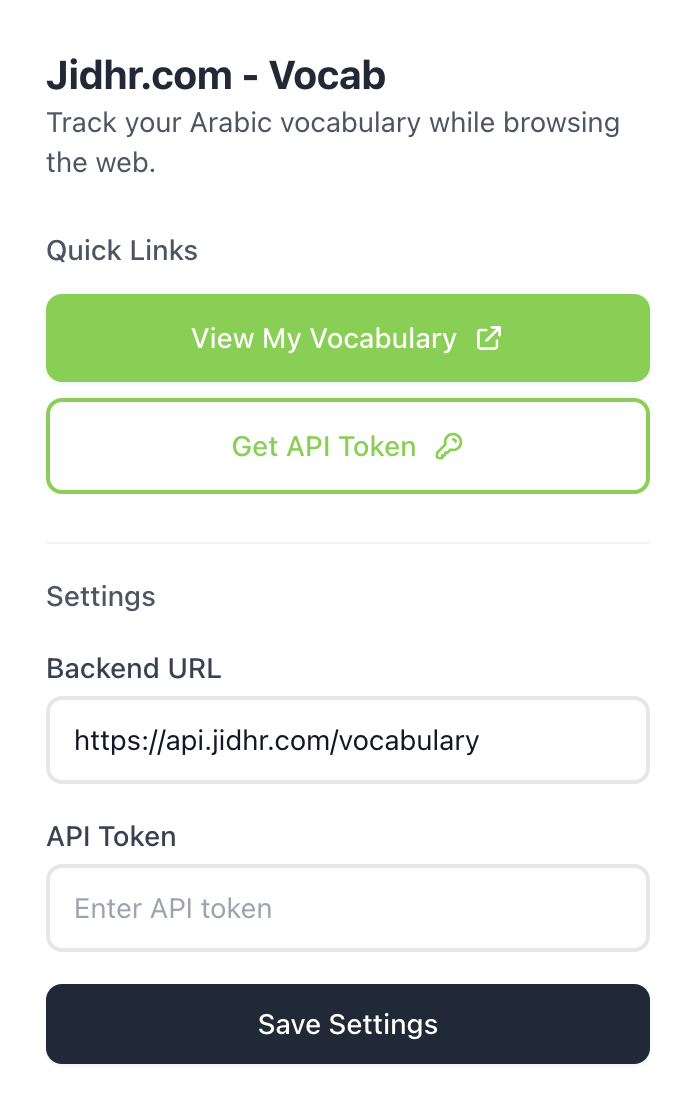 Jidhr.com - Vocab
Track your Arabic vocabulary while browsing
the web.
Quick Links
View My Vocabulary
Get API Token
Settings
Backend URL
https://api.jidhr.com/vocabulary
API Token
Enter API token
Save Settings